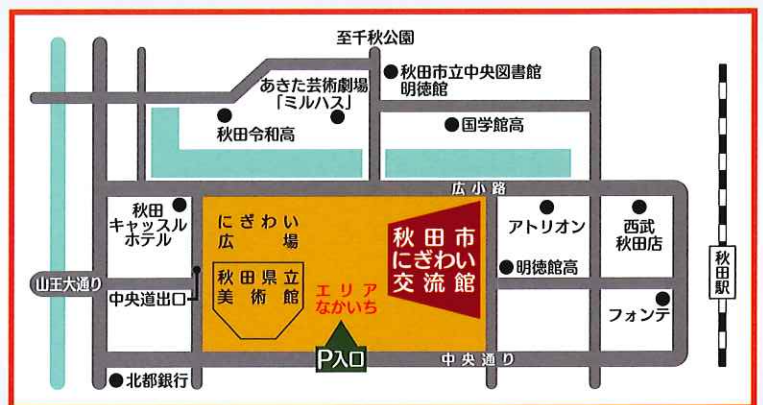 至千秋公園
秋田市立中央図書館
明徳館
あきた芸術劇場
「ミルハス」
秋田令和高
国学館高
広小路
秋田
キャッスル
ホテル
にぎわい
広場
秋田市
にぎわい
交流館
アトリオン
西武
秋田店
明徳館高
秋田県立
美術館
エリア
なかいち
山王大通り
中央道出口
秋田駅
フォンテ
P入口
中央通り
北都銀行